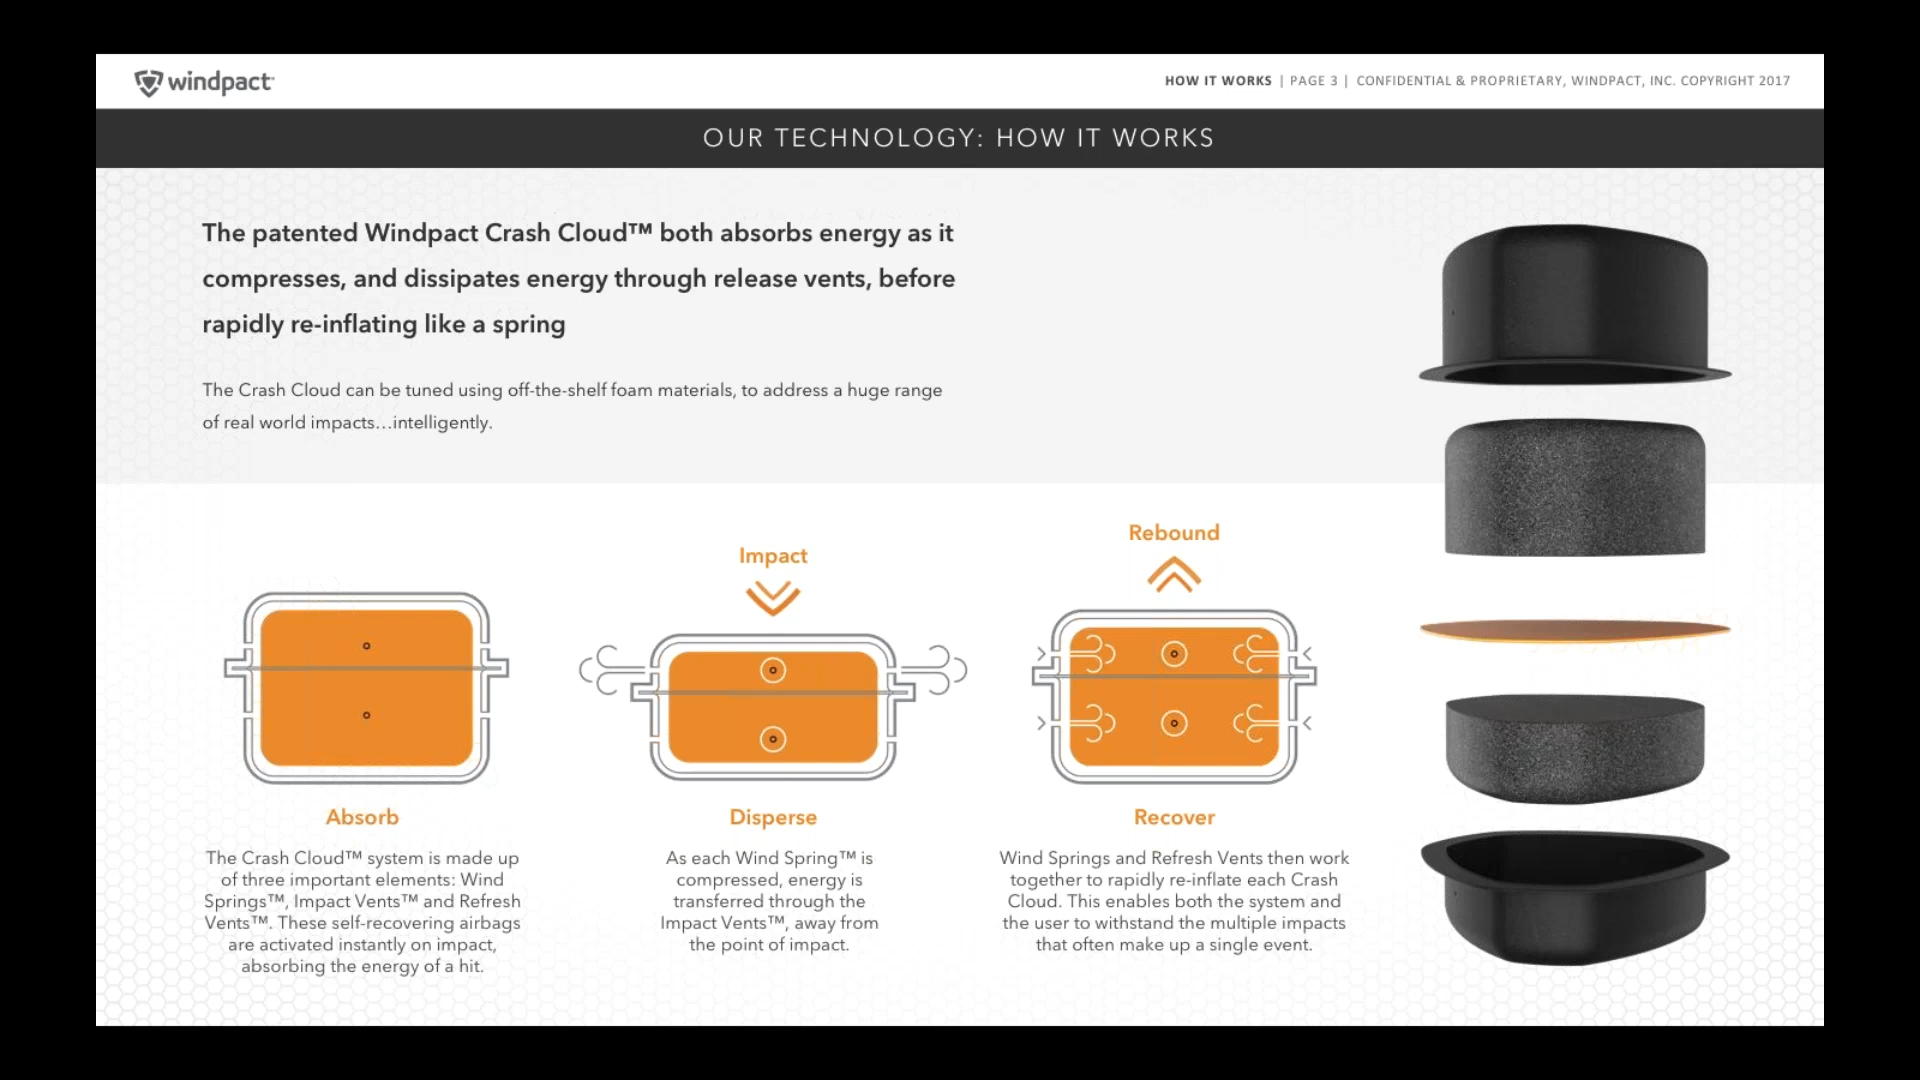 windpact
HOW IT WORKS | PAGE 3 | CONFIDENTIAL & PROPRIETARY, WINDPACT, INC. COPYRIGHT 2017
OUR TECHNOLOGY: HOW IT WORKS
The patented Windpact Crash Cloud™ both absorbs energy as it
compresses, and dissipates energy through release vents, before
rapidly re-inflating like a spring
The Crash Cloud can be tuned using off-the-shelf foam materials, to address a huge range
of real world impacts…intelligently.
Impact
Rebound
Absorb
The Crash Cloud™ system is made up
of three important elements: Wind
Springs™, Impact Vents™ and Refresh
Vents™. These self-recovering airbags
are activated instantly on impact,
absorbing the energy of a hit.
Disperse
As each Wind Spring™ is
compressed, energy is
transferred through the
Impact Vents™, away from
the point of impact.
Recover
Wind Springs and Refresh Vents then work
together to rapidly re-inflate each Crash
Cloud. This enables both the system and
the user to withstand the multiple impacts
that often make up a single event.